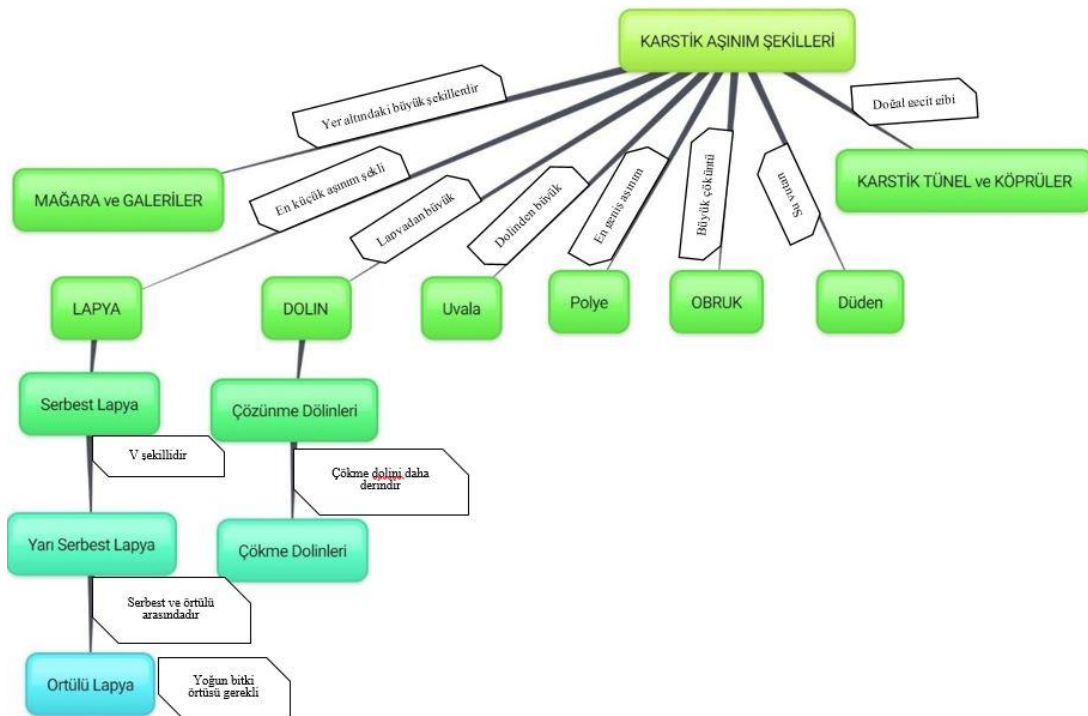 KARSTİK AŞINIM ŞEKİLLERİ
Yer altındaki büyük şekillerdir
Doğal geçit gibi
En küçük aşınım şekli
Lapyadan büyük
Dolinden büyük
En geniş aşınım
Büyük çöküntü
Su yutan
MAĞARA ve GALERİLER
KARSTİK TÜNEL ve KÖPRÜLER
LAPYA
DOLIN
Uvala
Polye
OBRUK
Düden
Serbest Lapya
Çözünme Dölinleri
V şekillidir
Çökme dolini daha
derindir
Yarı Serbest Lapya
Çökme Dolinleri
Serbest ve örtülü
arasındadır
Ortülü Lapya
Yoğun bitki
örtüsü gerekli